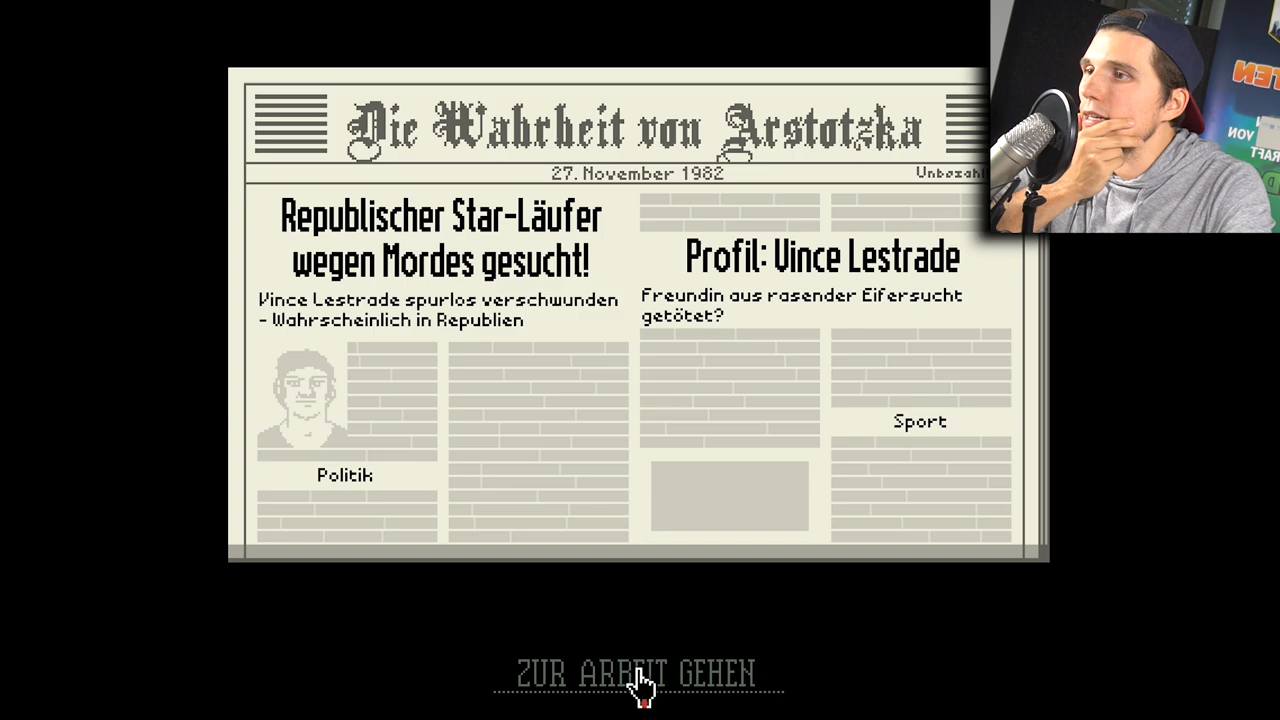 Die Wahrheit von Arstotzka
27. November 1982
Republischer Star-Läufer
wegen Mordes gesucht!
Vince Lestrade spurlos verschwunden
- Wahrscheinlich in Republien
Politik
Profil: Vince Lestrade
Freundin aus rasender Eifersucht
getötet?
Sport
ZUR ARBEIT GEHEN
VON